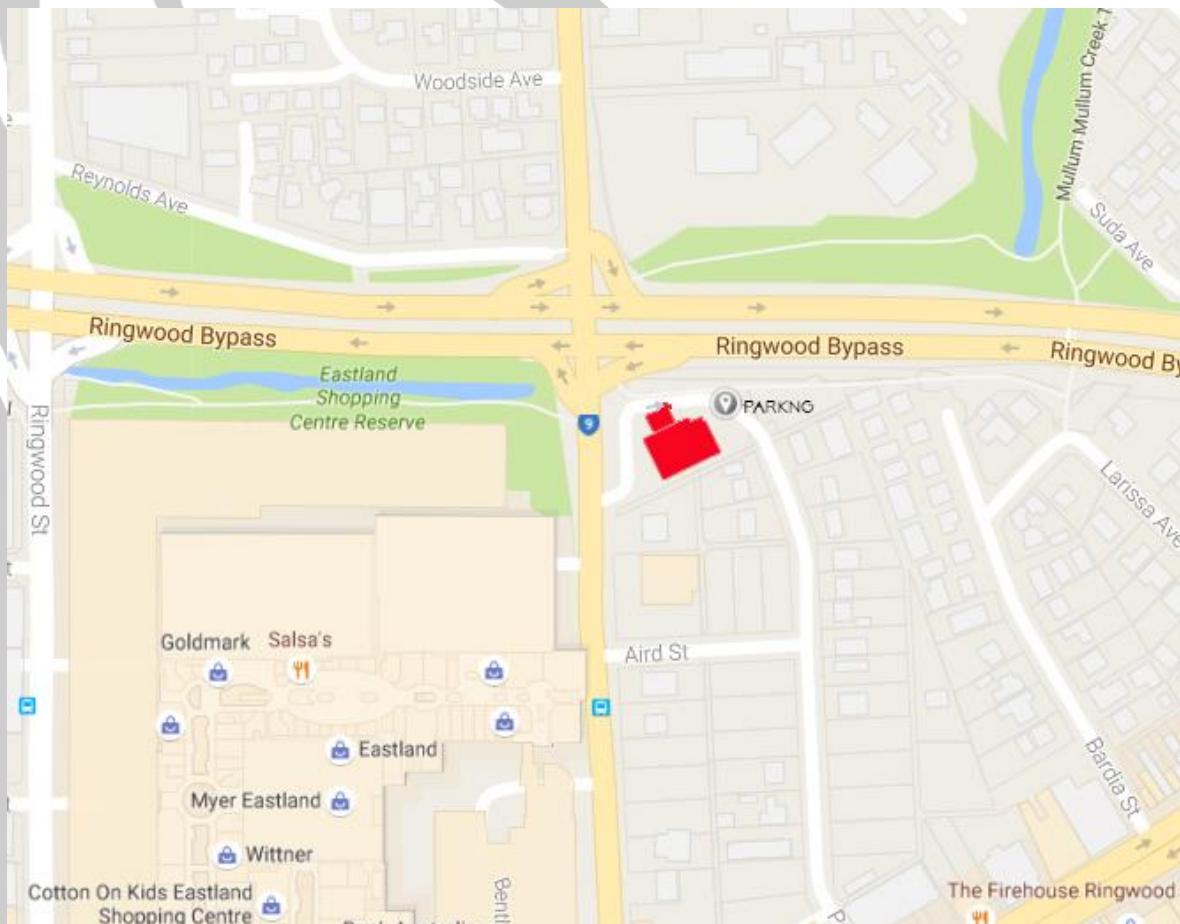 Woodside Ave
Mullum Mullum Creek T
Reynolds Ave
Suda Ave
Ringwood Bypass
Ringwood Bypass
Ringwood By
Eastland
Shopping
Centre Reserve
PARKNG
9
Ringwood St
Larissa Ave
Goldmark
Salsa's
Aird St
Eastland
Bardia St
Myer Eastland
Wittner
The Firehouse Ringwood
Cotton On Kids Eastland
Shopping Centre